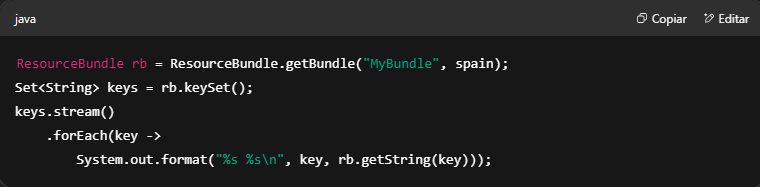 java
Copiar
Editar
ResourceBundle rb = ResourceBundle.getBundle("MyBundle", spain);
Set<String> keys = rb.keySet();
keys.stream()
    .forEach(key ->
        System.out.format("%s %s\n", key, rb.getString(key)));